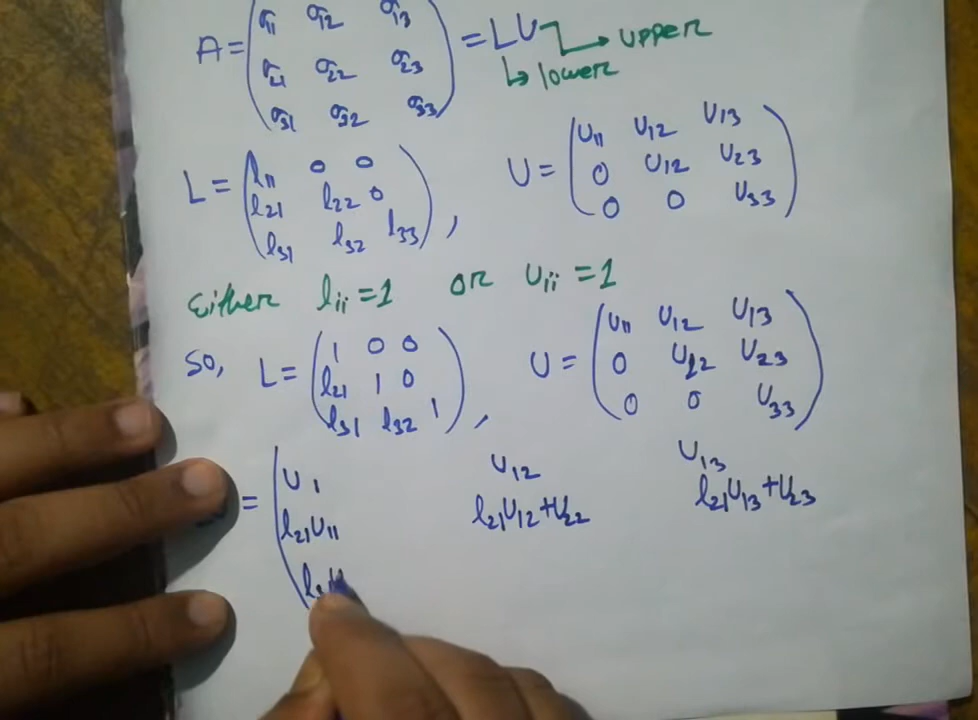 A = ( a11 a12 a13 = LU → upper
↳ lower
a21 a22 a23
a31 a32 a33 )
L = ( l11 0 0
l21 l22 0
l31 l32 l33 ) ,
U = ( U11 U12 U13
0 U12 U23
0 0 U33 )
Either lii = 1 or Uii = 1
so, L = ( 1 0 0
l21 1 0
l31 l32 1 ) ,
U = ( U11 U12 U13
0 U22 U23
0 0 U33 )
= ( U1 U12 U13
l21U11 l21U12+U22 l21U13+U23